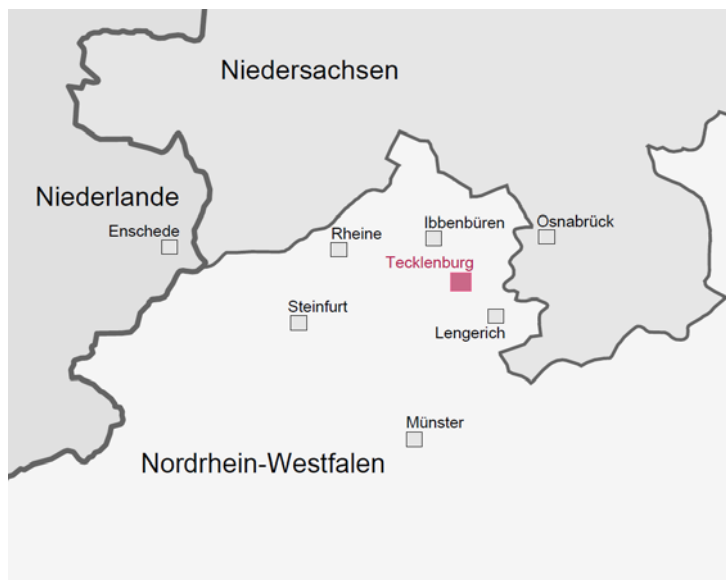 Niedersachsen
Niederlande
Enschede
Rheine
Ibbenbüren
Osnabrück
Tecklenburg
Steinfurt
Lengerich
Münster
Nordrhein-Westfalen